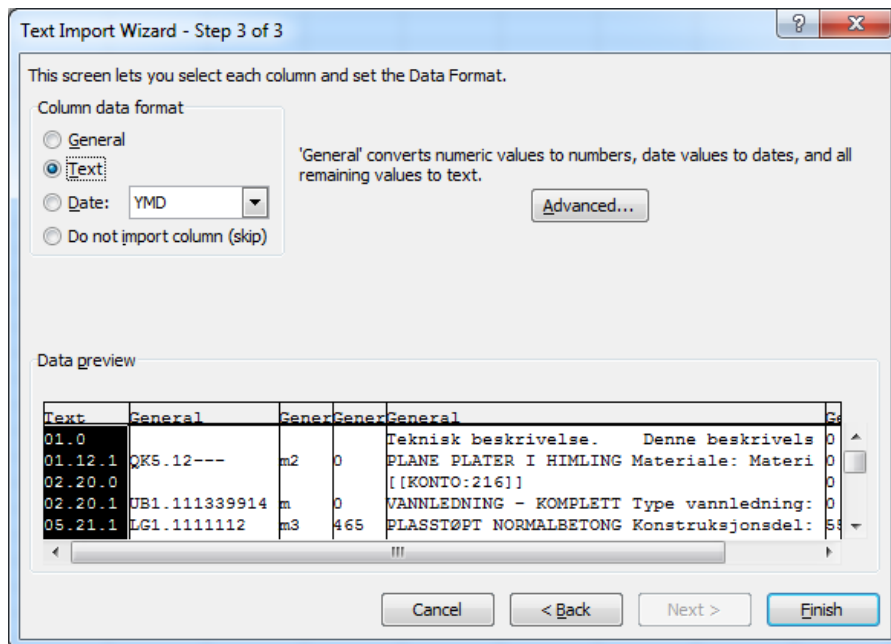 Text Import Wizard - Step 3 of 3
This screen lets you select each column and set the Data Format.
Column data format
General
Text
Date: YMD
Do not import column (skip)
'General' converts numeric values to numbers, date values to dates, and all
remaining values to text.
Advanced...
Data preview
Text General Gener Gener General Ge
01.0 Teknisk beskrivelse. Denne beskrivels 0
01.12.1 QK5.12--- m2 0 PLANE PLATER I HIMLING Materiale: Materi 0
02.20.0 [[KONTO:216]] 0
02.20.1 UB1.111339914 m 0 VANNLEDNING - KOMPLETT Type vannledning: 0
05.21.1 LG1.1111112 m3 465 PLASSTØPT NORMALBETONG Konstruksjonsdel: 55
Cancel < Back Next > Finish